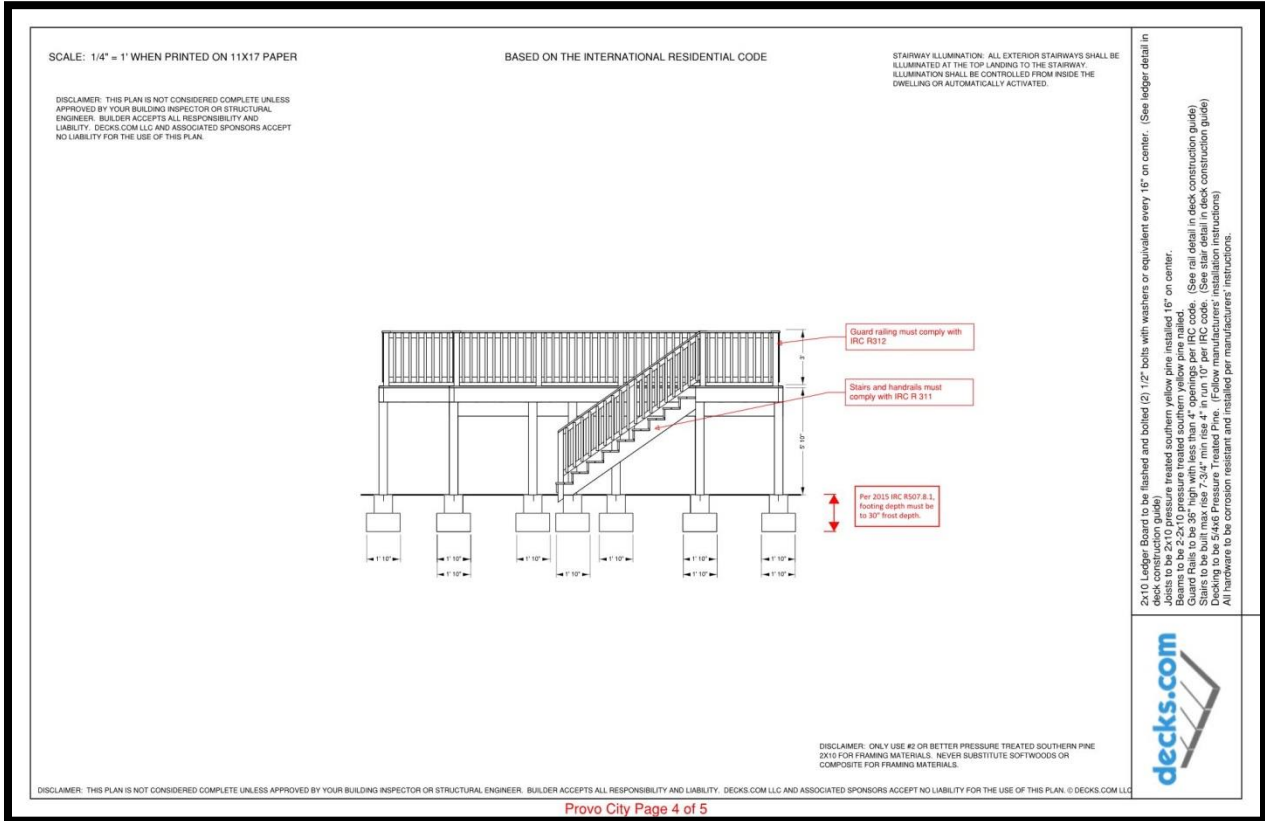 SCALE: 1/4" = 1' WHEN PRINTED ON 11X17 PAPER
BASED ON THE INTERNATIONAL RESIDENTIAL CODE
STAIRWAY ILLUMINATION: ALL EXTERIOR STAIRWAYS SHALL BE
ILLUMINATED AT THE TOP LANDING TO THE STAIRWAY.
ILLUMINATION SHALL BE CONTROLLED FROM INSIDE THE
DWELLING OR AUTOMATICALLY ACTIVATED.
DISCLAIMER: THIS PLAN IS NOT CONSIDERED COMPLETE UNLESS
APPROVED BY YOUR BUILDING INSPECTOR OR STRUCTURAL
ENGINEER. BUILDER ACCEPTS ALL RESPONSIBILITY AND
LIABILITY. DECKS.COM LLC AND ASSOCIATED SPONSORS ACCEPT
NO LIABILITY FOR THE USE OF THIS PLAN.
Guard railing must comply with
IRC R312
3'
Stairs and handrails must
comply with IRC R 311
5' 10"
Per 2015 IRC R507.8.1,
footing depth must be
to 30" frost depth.
1' 10"
1' 10"
1' 10"
1' 10"
1' 10"
1' 10"
1' 10"
1' 10"
1' 10"
1' 10"
2x10 Ledger Board to be flashed and bolted (2) 1/2" bolts with washers or equivalent every 16" on center. (See ledger detail in
deck construction guide)
Joists to be 2x10 pressure treated southern yellow pine installed 16" on center.
Beams to be 2-2x10 pressure treated southern yellow pine nailed.
Guard Rails to be 36" high with less than 4" openings per IRC code. (See rail detail in deck construction guide)
Stairs to be built max rise 7-3/4" min rise 4" in run 10" per IRC code. (See stair detail in deck construction guide)
Decking to be 5/4x6 Pressure Treated Pine. (Follow manufacturers' installation instructions)
All hardware to be corrosion resistant and installed per manufacturers' instructions.
decks.com
DISCLAIMER: ONLY USE #2 OR BETTER PRESSURE TREATED SOUTHERN PINE
2X10 FOR FRAMING MATERIALS. NEVER SUBSTITUTE SOFTWOODS OR
COMPOSITE FOR FRAMING MATERIALS.
DISCLAIMER: THIS PLAN IS NOT CONSIDERED COMPLETE UNLESS APPROVED BY YOUR BUILDING INSPECTOR OR STRUCTURAL ENGINEER. BUILDER ACCEPTS ALL RESPONSIBILITY AND LIABILITY. DECKS.COM LLC AND ASSOCIATED SPONSORS ACCEPT NO LIABILITY FOR THE USE OF THIS PLAN. © DECKS.COM LLC
Provo City Page 4 of 5